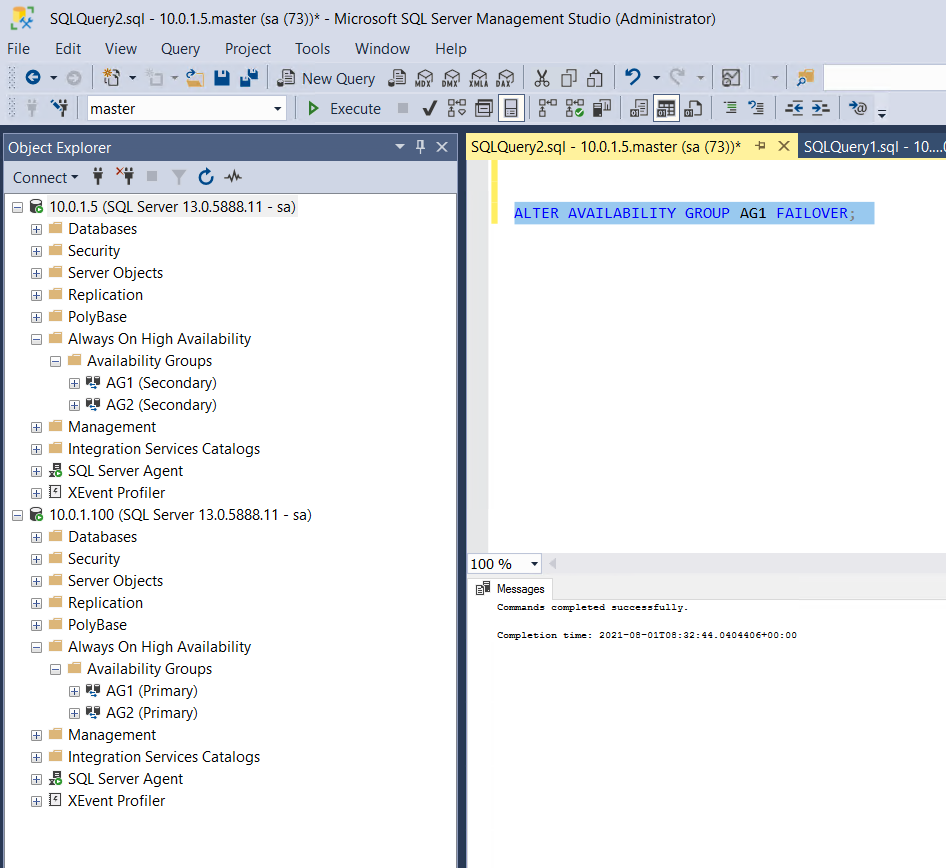 SQLQuery2.sql - 10.0.1.5.master (sa (73))* - Microsoft SQL Server Management Studio (Administrator)
File Edit View Query Project Tools Window Help
New Query MDX DMX XMLA DAX
master Execute
Object Explorer
SQLQuery2.sql - 10.0.1.5.master (sa (73))* SQLQuery1.sql - 10....
Connect
10.0.1.5 (SQL Server 13.0.5888.11 - sa)
Databases
Security
Server Objects
Replication
PolyBase
Always On High Availability
Availability Groups
AG1 (Secondary)
AG2 (Secondary)
Management
Integration Services Catalogs
SQL Server Agent
XEvent Profiler
10.0.1.100 (SQL Server 13.0.5888.11 - sa)
Databases
Security
Server Objects
Replication
PolyBase
Always On High Availability
Availability Groups
AG1 (Primary)
AG2 (Primary)
Management
Integration Services Catalogs
SQL Server Agent
XEvent Profiler
ALTER AVAILABILITY GROUP AG1 FAILOVER;
100 %
Messages
Commands completed successfully.
Completion time: 2021-08-01T08:32:44.0404406+00:00